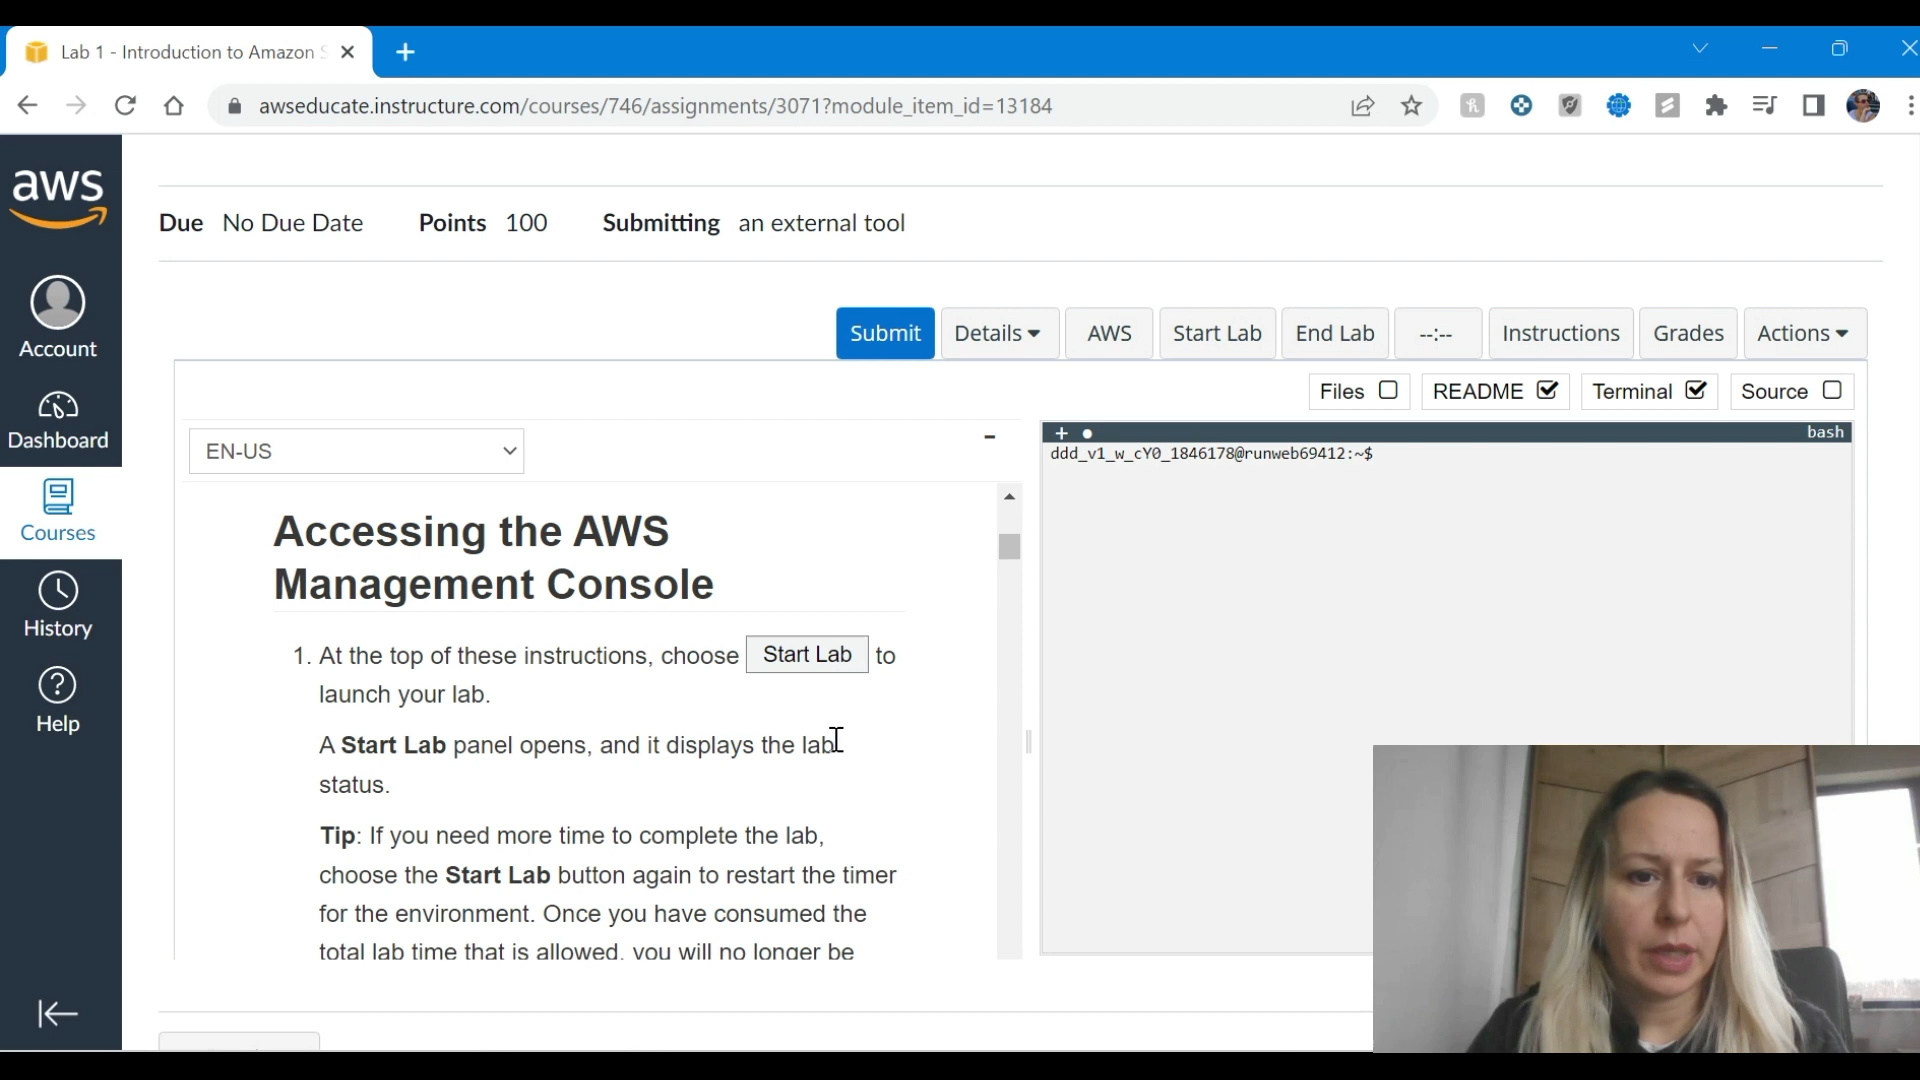 Lab 1 - Introduction to Amazon S
awseducate.instructure.com/courses/746/assignments/3071?module_item_id=13184
aws
Account
Dashboard
Courses
History
Help
Due No Due Date Points 100 Submitting an external tool
Submit Details AWS Start Lab End Lab --:-- Instructions Grades Actions
Files README Terminal Source
EN-US
-
+ bash
ddd_v1_w_cY0_1846178@runweb69412:~$
Accessing the AWS
Management Console
1. At the top of these instructions, choose Start Lab to
launch your lab.
A Start Lab panel opens, and it displays the lab
status.
Tip: If you need more time to complete the lab,
choose the Start Lab button again to restart the timer
for the environment. Once you have consumed the
total lab time that is allowed, you will no longer be